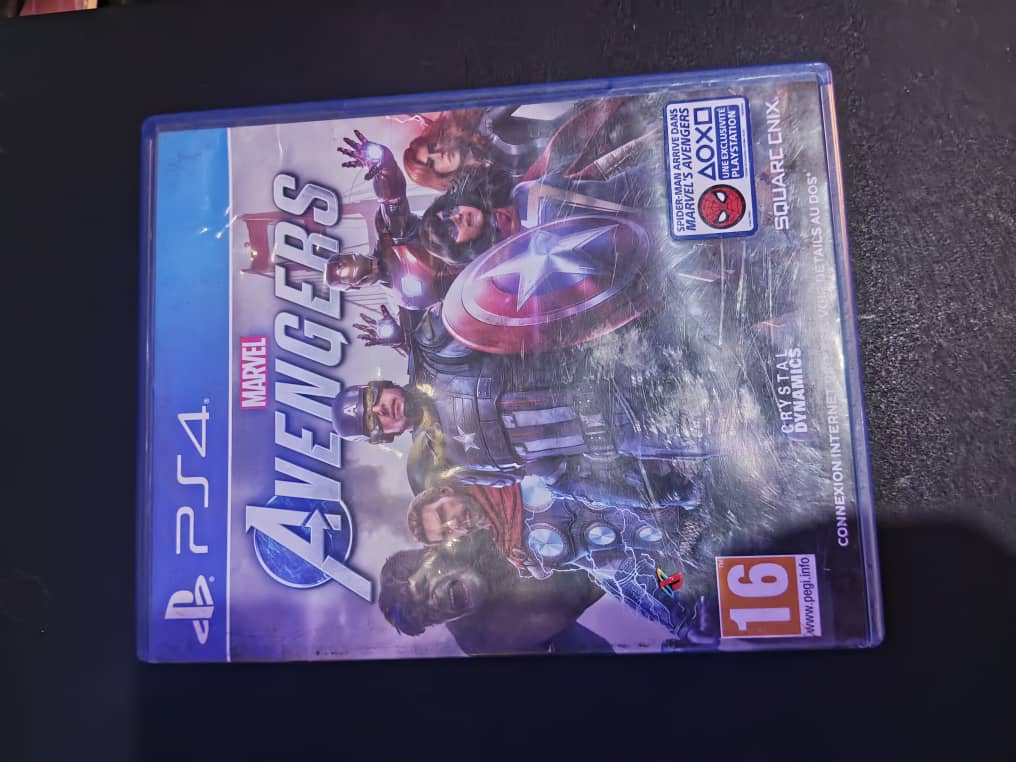 PS4
MARVEL
AVENGERS
SPIDER-MAN ARRIVE DANS
MARVEL'S AVENGERS
UNE EXCLUSIVITÉ
PLAYSTATION
16
www.pegi.info
CRYSTAL
DYNAMICS
SQUARE ENIX
CONNEXION INTERNET
DÉTAILS AU DOS*